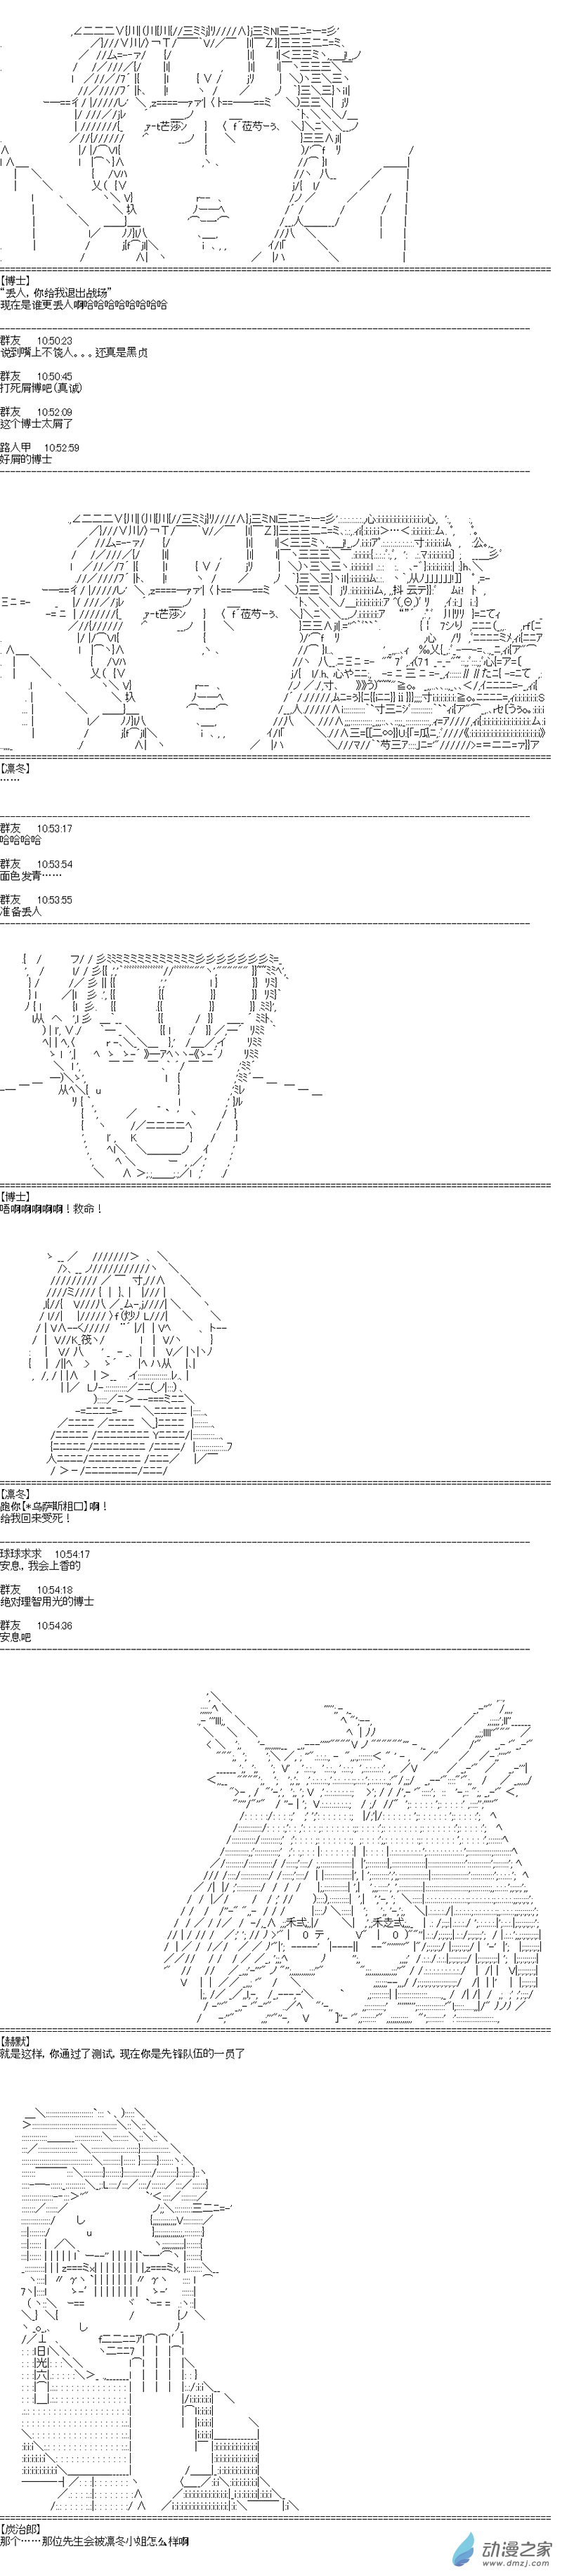 【博士】
“丢人，你给我退出战场”
现在是谁更丢人啊哈哈哈哈哈哈哈哈
群友 10:50:23
说到嘴上不饶人。。。还真是黑贞
群友 10:50:45
打死屑博吧（真诚）
群友 10:52:09
这个博士太屑了
路人甲 10:52:59
好屑的博士
【凛冬】
……
群友 10:53:17
哈哈哈哈
群友 10:53:54
面色发青……
群友 10:53:55
准备丢人
【博士】
唔啊啊啊啊啊！救命！
【凛冬】
跑你【*乌萨斯粗口】啊！
给我回来受死！
球球求求 10:54:17
安息，我会上香的
群友 10:54:18
绝对理智用光的博士
群友 10:54:36
安息吧
【赫默】
就是这样，你通过了测试，现在你是先锋队伍的一员了
【炭治郎】
那个……那位先生会被凛冬小姐怎么样啊
动漫之家
www.dmzj.com